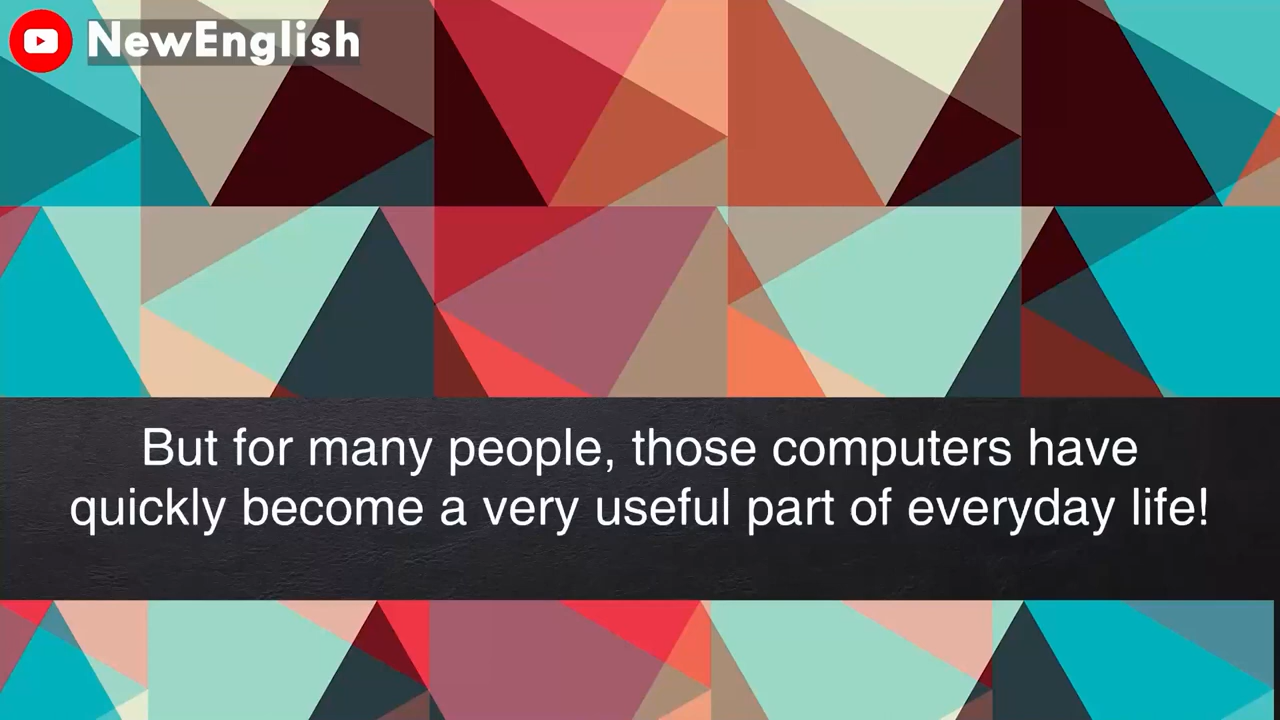 NewEnglish
But for many people, those computers have
quickly become a very useful part of everyday life!